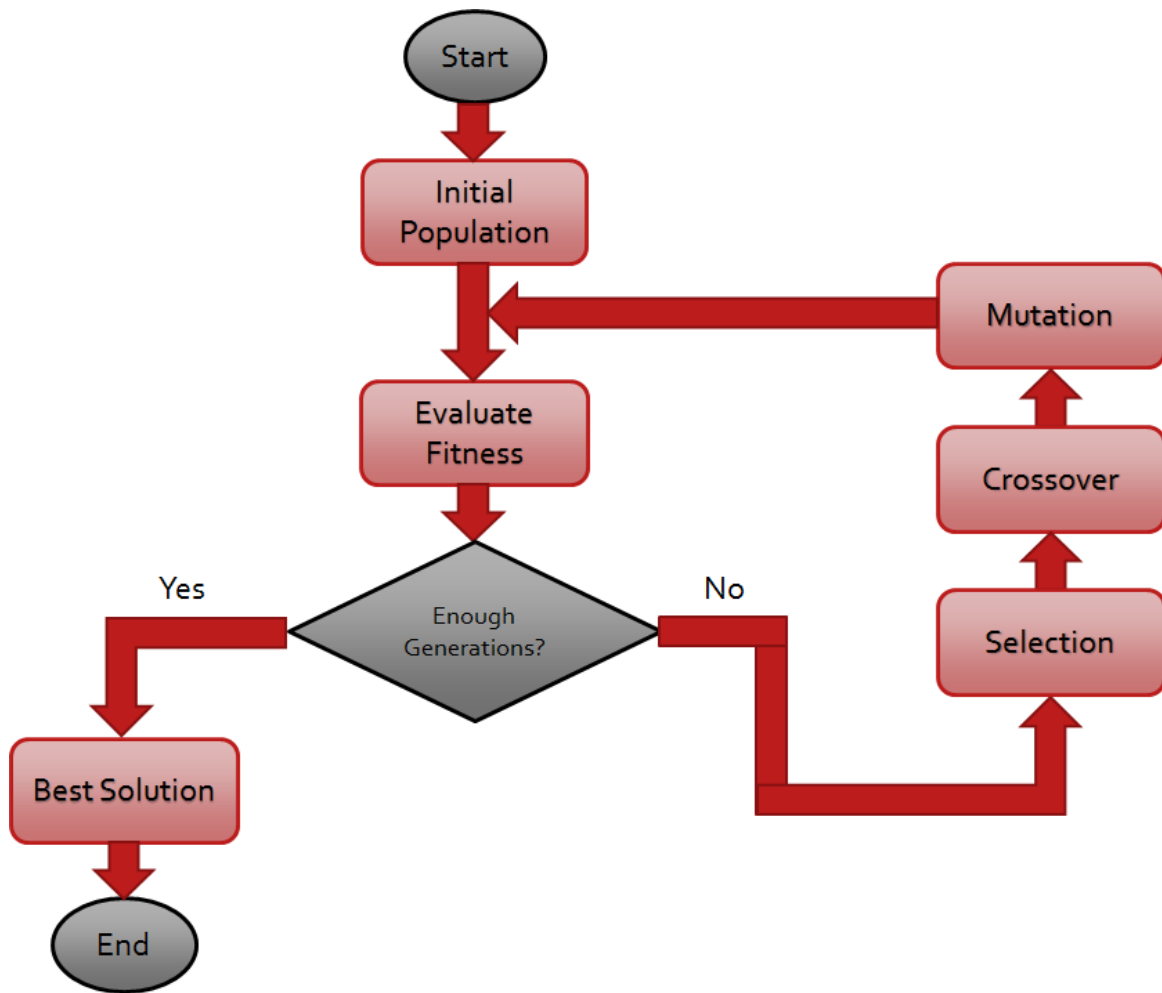 Start
Initial
Population
Mutation
Evaluate
Fitness
Crossover
Yes
No
Enough
Generations?
Selection
Best Solution
End